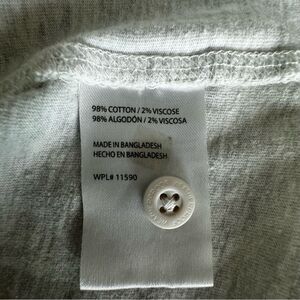 98% COTTON / 2% VISCOSE
98% ALGODÓN / 2% VISCOSA
MADE IN BANGLADESH
HECHO EN BANGLADESH
WPL# 11590